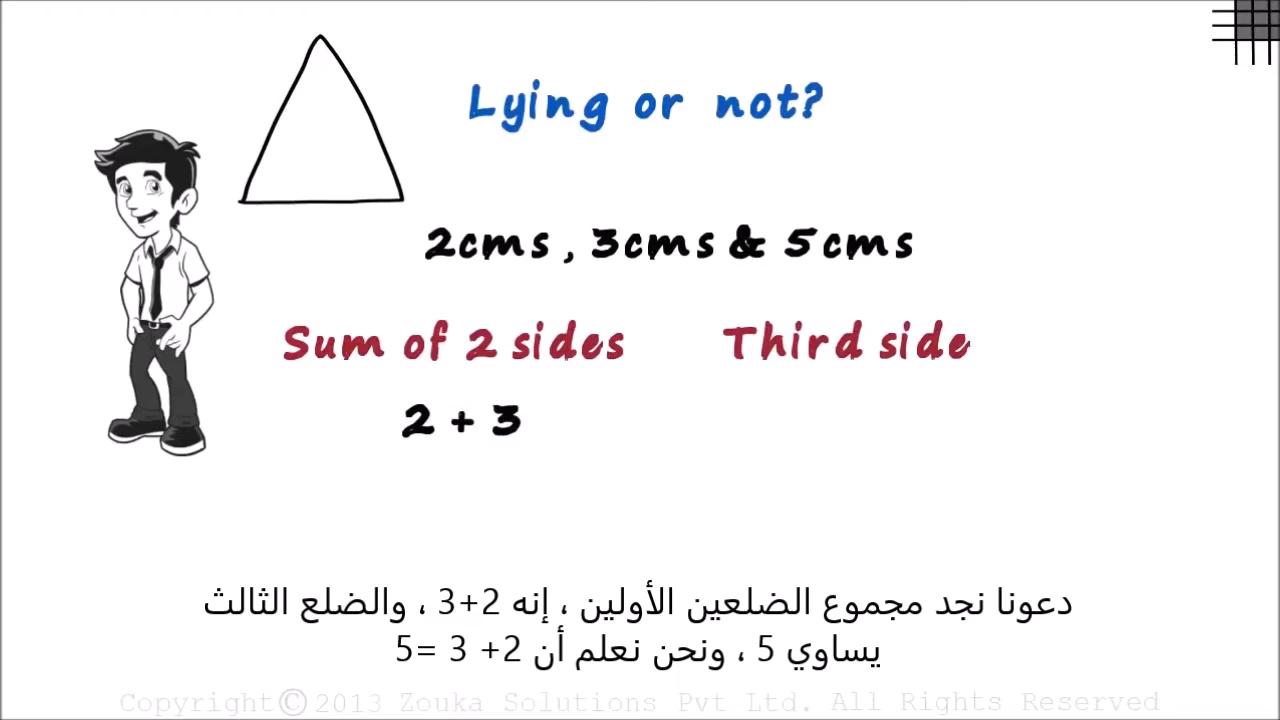 Lying or not?
2cms , 3cms & 5cms
Sum of 2 sides Third side
2 + 3
دعونا نجد مجموع الضلعين الأولين ، إنه 2+3 ، والضلع الثالث
يساوي 5 ، ونحن نعلم أن 2+ 3 =5
Copyright© 2013 Zouka Solutions Pvt Ltd. All Rights Reserved